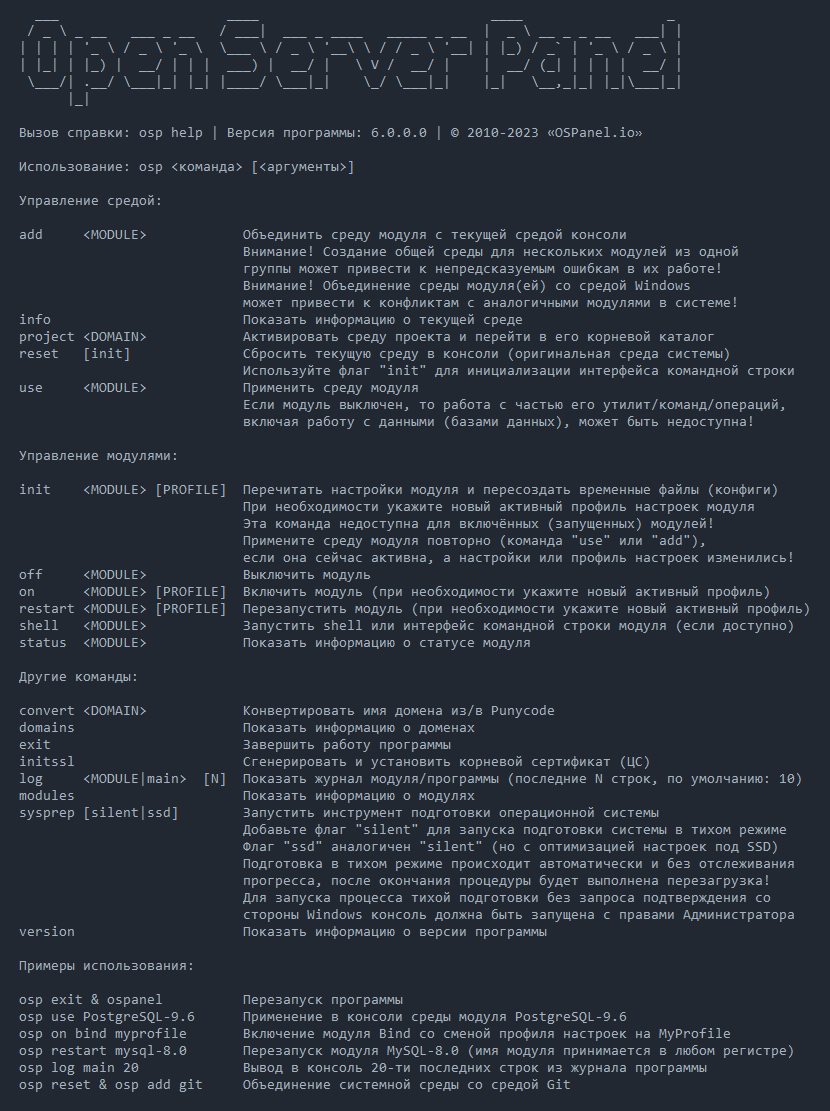 Open Server Panel
Вызов справки: osp help | Версия программы: 6.0.0.0 | © 2010-2023 «OSPanel.io»
Использование: osp <команда> [<аргументы>]
Управление средой:
add     <MODULE>            Объединить среду модуля с текущей средой консоли
                            Внимание! Создание общей среды для нескольких модулей из одной
                            группы может привести к непредсказуемым ошибкам в их работе!
                            Внимание! Объединение среды модуля(ей) со средой Windows
                            может привести к конфликтам с аналогичными модулями в системе!
info                        Показать информацию о текущей среде
project <DOMAIN>            Активировать среду проекта и перейти в его корневой каталог
reset   [init]              Сбросить текущую среду в консоли (оригинальная среда системы)
                            Используйте флаг "init" для инициализации интерфейса командной строки
use     <MODULE>            Применить среду модуля
                            Если модуль выключен, то работа с частью его утилит/команд/операций,
                            включая работу с данными (базами данных), может быть недоступна!
Управление модулями:
init    <MODULE> [PROFILE]  Перечитать настройки модуля и пересоздать временные файлы (конфиги)
                            При необходимости укажите новый активный профиль настроек модуля
                            Эта команда недоступна для включённых (запущенных) модулей!
                            Примените среду модуля повторно (команда "use" или "add"),
                            если она сейчас активна, а настройки или профиль настроек изменились!
off     <MODULE>            Выключить модуль
on      <MODULE> [PROFILE]  Включить модуль (при необходимости укажите новый активный профиль)
restart <MODULE> [PROFILE]  Перезапустить модуль (при необходимости укажите новый активный профиль)
shell   <MODULE>            Запустить shell или интерфейс командной строки модуля (если доступно)
status  <MODULE>            Показать информацию о статусе модуля
Другие команды:
convert <DOMAIN>            Конвертировать имя домена из/в Punycode
domains                     Показать информацию о доменах
exit                        Завершить работу программы
initssl                     Сгенерировать и установить корневой сертификат (ЦС)
log     <MODULE|main>  [N]  Показать журнал модуля/программы (последние N строк, по умолчанию: 10)
modules                     Показать информацию о модулях
sysprep [silent|ssd]        Запустить инструмент подготовки операционной системы
                            Добавьте флаг "silent" для запуска подготовки системы в тихом режиме
                            Флаг "ssd" аналогичен "silent" (но с оптимизацией настроек под SSD)
                            Подготовка в тихом режиме происходит автоматически и без отслеживания
                            прогресса, после окончания процедуры будет выполнена перезагрузка!
                            Для запуска процесса тихой подготовки без запроса подтверждения со
                            стороны Windows консоль должна быть запущена с правами Администратора
version                     Показать информацию о версии программы
Примеры использования:
osp exit & ospanel          Перезапуск программы
osp use PostgreSQL-9.6      Применение в консоли среды модуля PostgreSQL-9.6
osp on bind myprofile       Включение модуля Bind со сменой профиля настроек на MyProfile
osp restart mysql-8.0       Перезапуск модуля MySQL-8.0 (имя модуля принимается в любом регистре)
osp log main 20             Вывод в консоль 20-ти последних строк из журнала программы
osp reset & osp add git     Объединение системной среды со средой Git